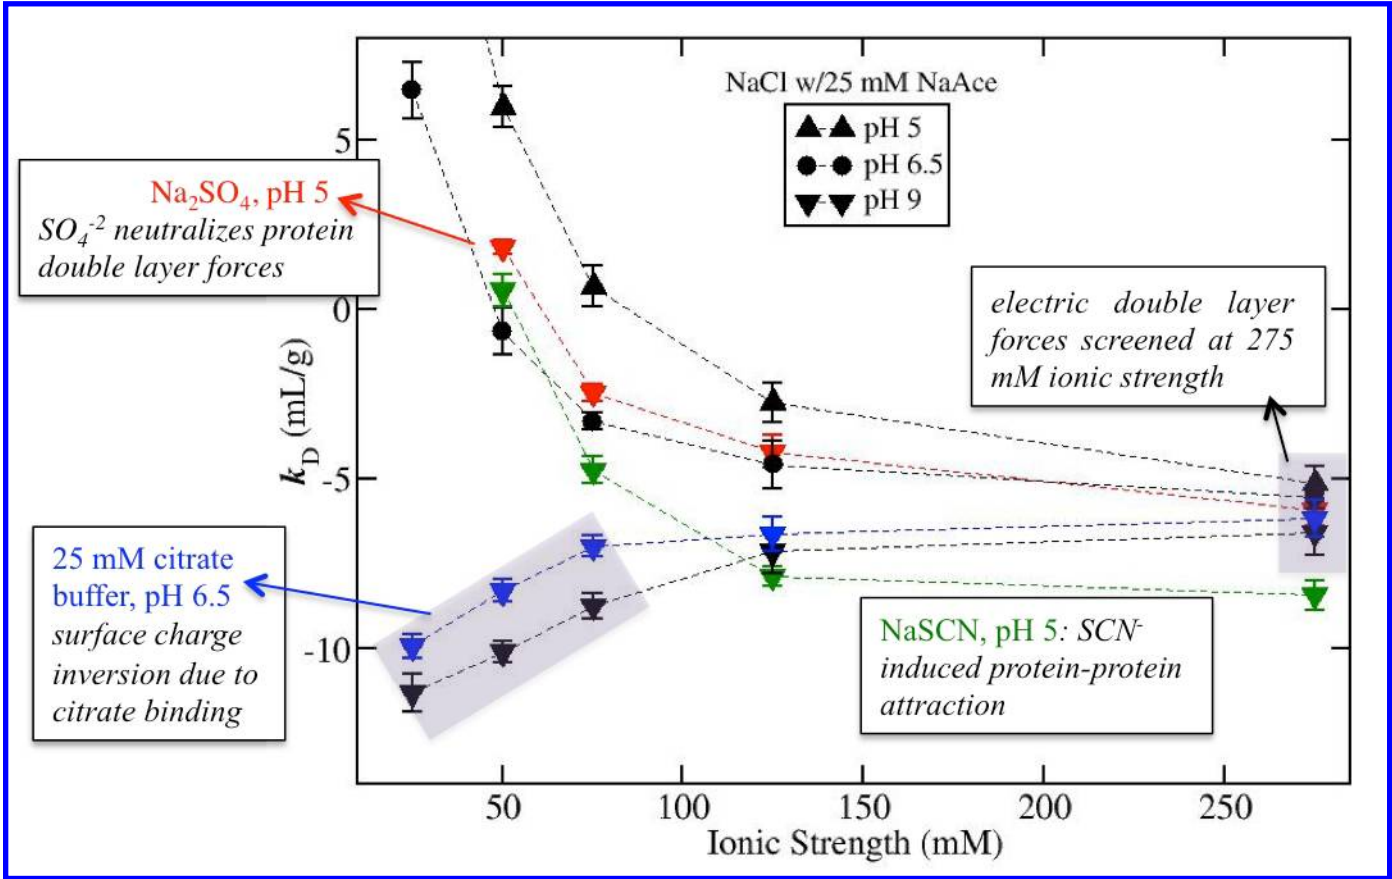 NaCl w/25 mM NaAce
pH 5
pH 6.5
pH 9
Na₂SO₄, pH 5
SO₄⁻² neutralizes protein
double layer forces
electric double layer
forces screened at 275
mM ionic strength
25 mM citrate
buffer, pH 6.5
surface charge
inversion due to
citrate binding
NaSCN, pH 5: SCN⁻
induced protein-protein
attraction
5
0
-5
-10
k_D (mL/g)
50
100
150
200
250
Ionic Strength (mM)